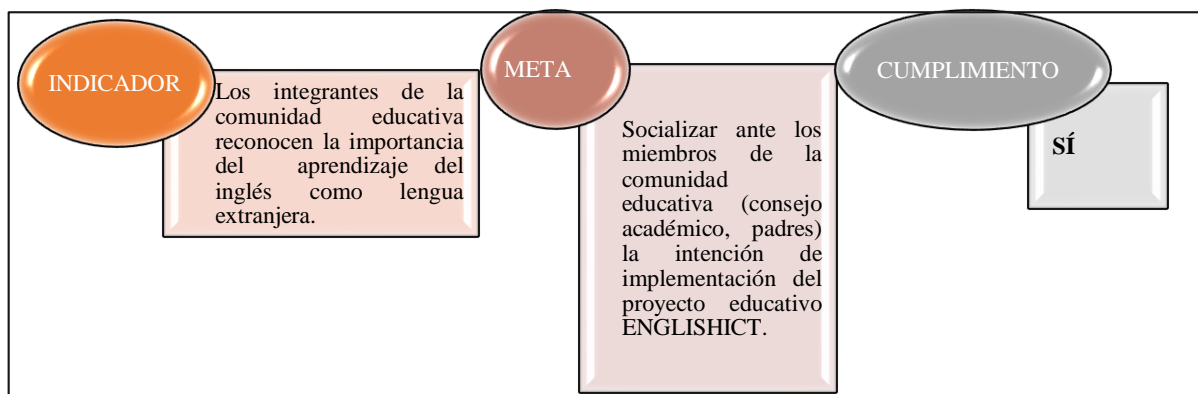 INDICADOR
Los integrantes de la
comunidad educativa
reconocen la importancia
del aprendizaje del
inglés como lengua
extranjera.
META
Socializar ante los
miembros de la
comunidad
educativa (consejo
académico, padres)
la intención de
implementación del
proyecto educativo
ENGLISHICT.
CUMPLIMIENTO
SÍ